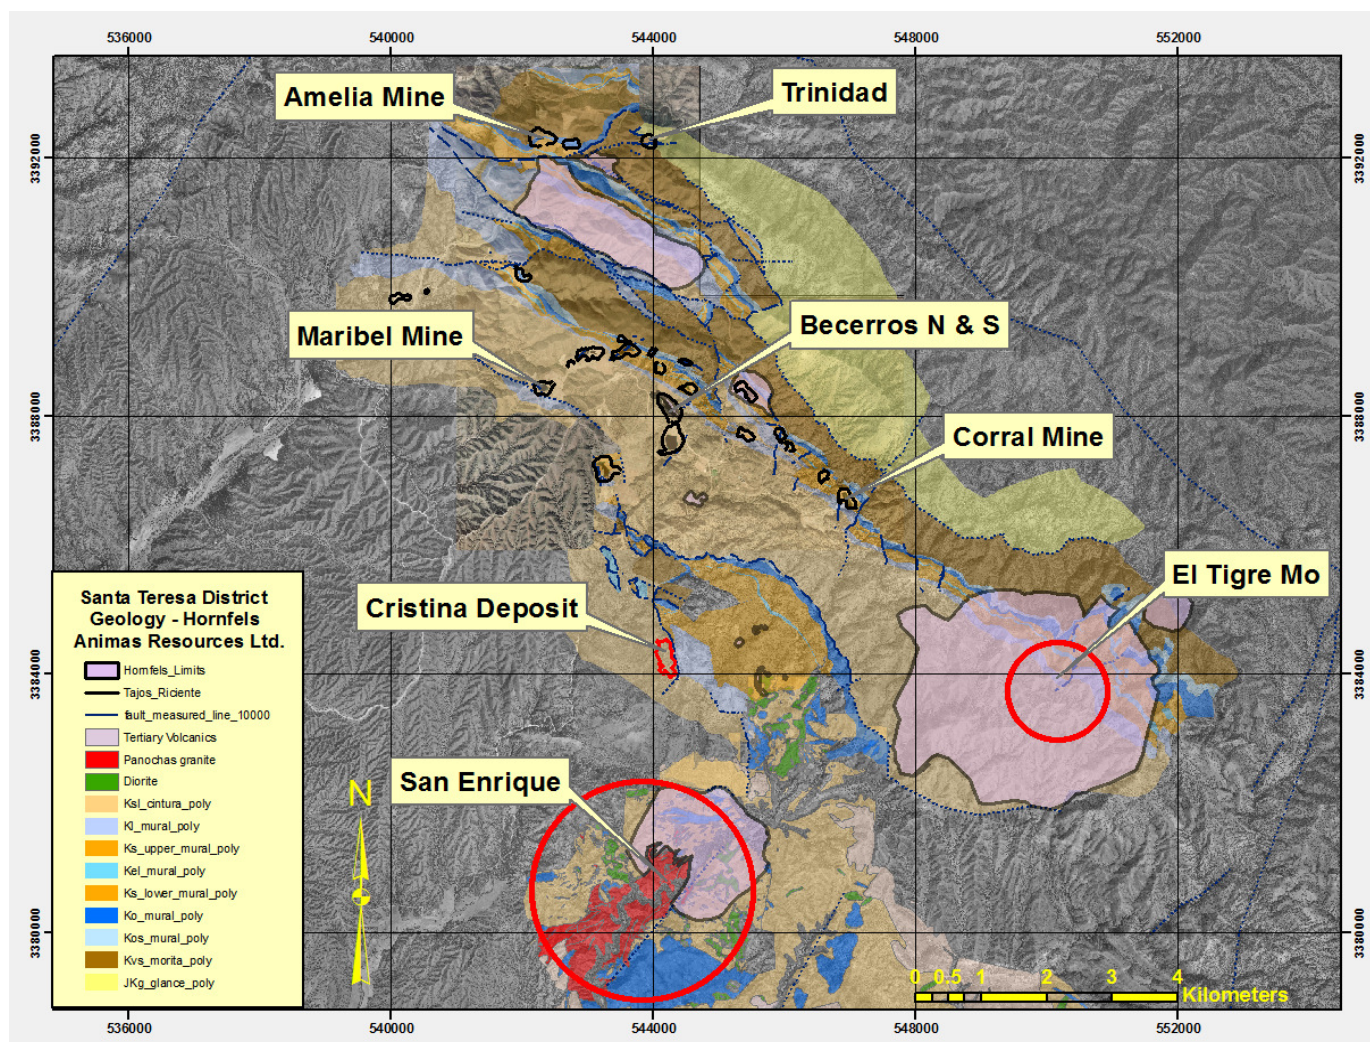 536000 540000 544000 548000 552000
Amelia Mine
Trinidad
3392000
3392000
Becerros N & S
Maribel Mine
3388000
3388000
Corral Mine
El Tigre Mo
Cristina Deposit
3384000
3384000
San Enrique
Santa Teresa District
Geology - Hornfels
Animas Resources Ltd.
Hornfels_Limits
Tajos_Riciente
fault_measured_line_10000
Tertiary Volcanics
Panochas granite
Diorite
Ksl_cintura_poly
Kl_mural_poly
Ks_upper_mural_poly
Kel_mural_poly
Ks_lower_mural_poly
Ko_mural_poly
Kos_mural_poly
Kvs_morita_poly
JKg_glance_poly
N
3380000
3380000
0 0.5 1 2 3 4
Kilometers
536000 540000 544000 548000 552000